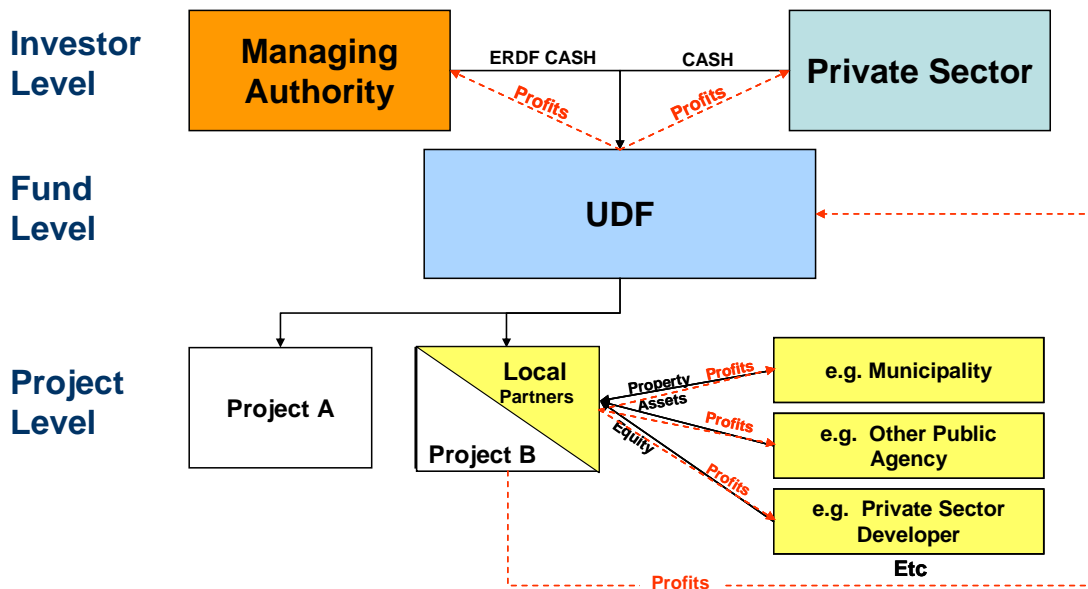 Investor
Level
Managing
Authority
ERDF CASH
CASH
Private Sector
Profits
Profits
Fund
Level
UDF
Project
Level
Project A
Local
Partners
Project B
Property
Profits
Assets
Profits
Equity
Profits
e.g. Municipality
e.g. Other Public
Agency
e.g. Private Sector
Developer
Etc
Profits